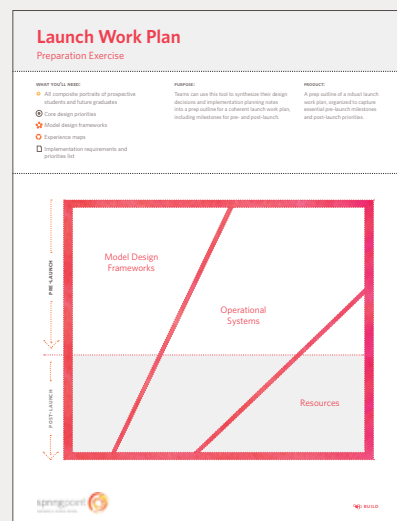 Launch Work Plan
Preparation Exercise
WHAT YOU'LL NEED:
All composite portraits of prospective
students and future graduates
Core design priorities
Model design frameworks
Experience maps
Implementation requirements and
priorities list
PURPOSE:
Teams can use this tool to synthesize their design
decisions and implementation planning notes
into a prep outline for a coherent launch work plan,
including milestones for pre- and post-launch.
PRODUCT:
A prep outline of a robust launch
work plan, organized to capture
essential pre-launch milestones
and post-launch priorities.
PRE-LAUNCH
Model Design
Frameworks
Operational
Systems
POST-LAUNCH
Resources
springpoint
BUILD